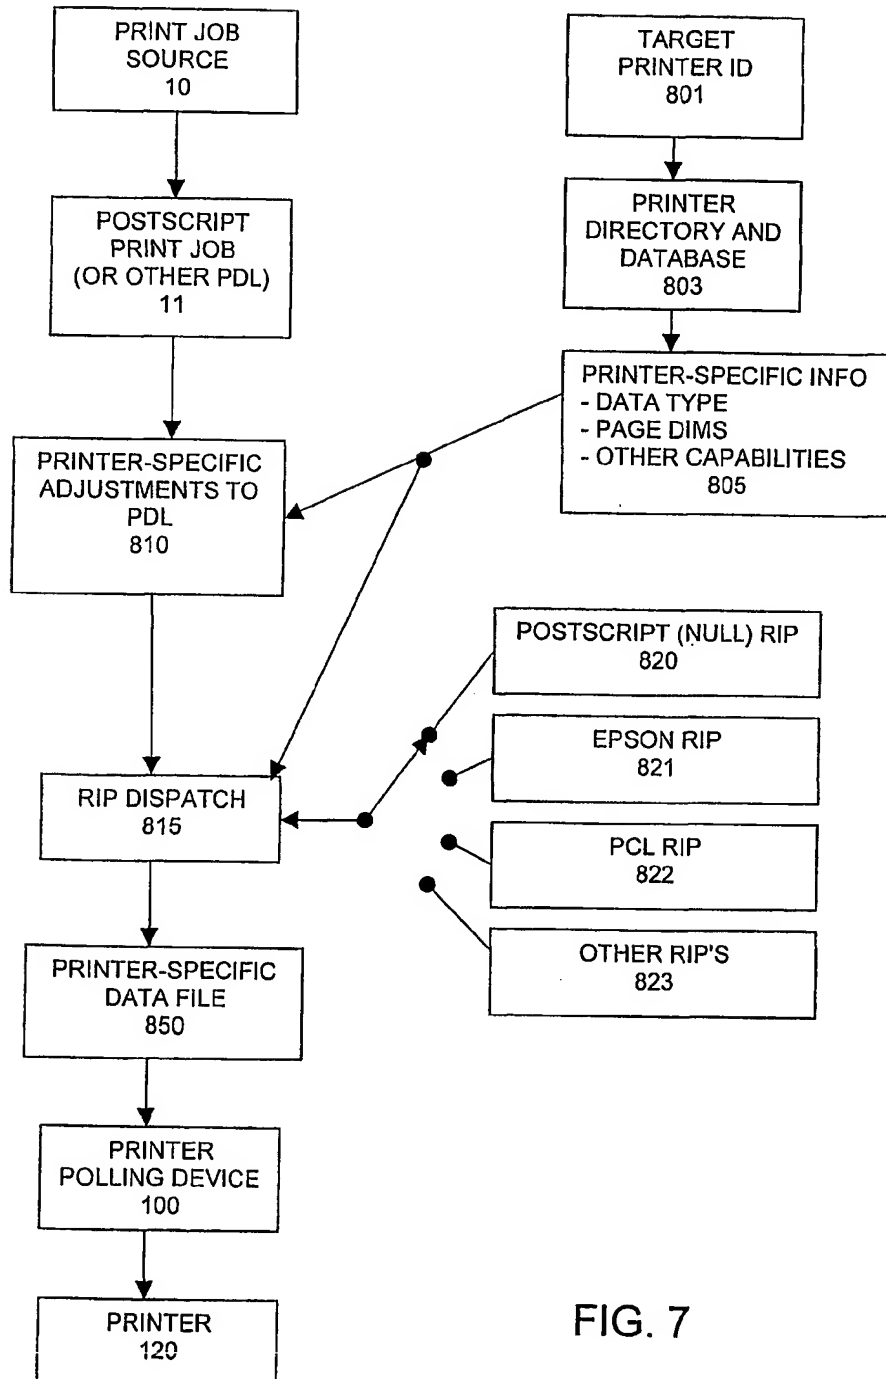 PRINT JOB
SOURCE
10
TARGET
PRINTER ID
801
POSTSCRIPT
PRINT JOB
(OR OTHER PDL)
11
PRINTER
DIRECTORY AND
DATABASE
803
PRINTER-SPECIFIC INFO
- DATA TYPE
- PAGE DIMS
- OTHER CAPABILITIES
805
PRINTER-SPECIFIC
ADJUSTMENTS TO
PDL
810
POSTSCRIPT (NULL) RIP
820
EPSON RIP
821
RIP DISPATCH
815
PCL RIP
822
OTHER RIP'S
823
PRINTER-SPECIFIC
DATA FILE
850
PRINTER
POLLING DEVICE
100
PRINTER
120
FIG. 7